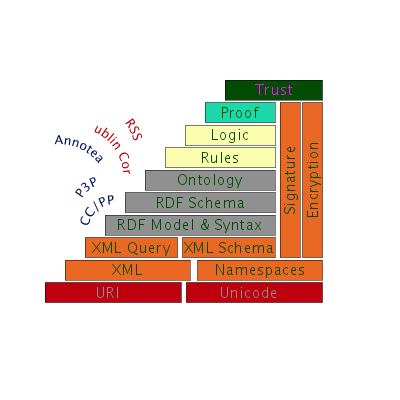 Trust
Proof
Logic
Rules
Ontology
RDF Schema
RDF Model & Syntax
XML Query
XML Schema
XML
Namespaces
URI
Unicode
Signature
Encryption
RSS
ublin Cor
Annotea
P3P
CC/PP